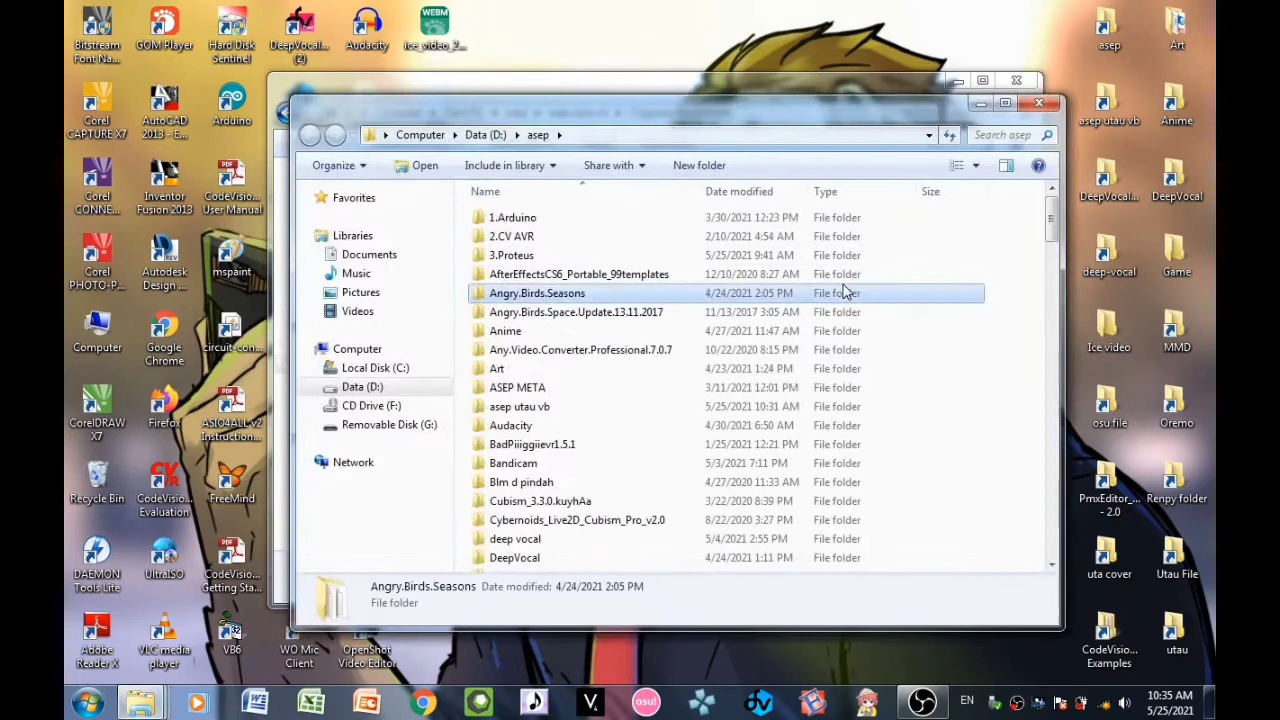 Bitstream Font Na...
GOM Player
Hard Disk Sentinel
DeepVocal... (2)
Audacity
WEBM
ice_video_2...
asep
Art
Corel CAPTURE X7
AutoCAD 2013 - E...
Arduino
asep utau vb
Anime
Corel CONNE...
Inventor Fusion 2013
PDF
CodeVision... User Manual
DeepVocal...
DeepVocal
Corel PHOTO-P...
Autodesk Design ...
mspaint
deep-vocal
Game
Computer
Google Chrome
circuit-con...
Ice video
MMD
CorelDRAW X7
Firefox
PDF
ASIO4ALL v2 Instruction...
osu file
Oremo
Recycle Bin
CodeVisio... Evaluation
FreeMind
PmxEditor_... - 2.0
Renpy folder
DAEMON Tools Lite
UltraISO
PDF
CodeVision... Getting Sta...
uta cover
Utau File
Adobe Reader X
VLC media player
VB6
WO Mic Client
OpenShot Video Editor
CodeVisio... Examples
utau
Computer
Data (D:)
asep
Search asep
Organize
Open
Include in library
Share with
New folder
Favorites
Libraries
Documents
Music
Pictures
Videos
Computer
Local Disk (C:)
Data (D:)
CD Drive (F:)
Removable Disk (G:)
Network
Name Date modified Type Size
1.Arduino 3/30/2021 12:23 PM File folder
2.CV AVR 2/10/2021 4:54 AM File folder
3.Proteus 5/25/2021 9:41 AM File folder
AfterEffectsCS6_Portable_99templates 12/10/2020 8:27 AM File folder
Angry.Birds.Seasons 4/24/2021 2:05 PM File folder
Angry.Birds.Space.Update.13.11.2017 11/13/2017 3:05 AM File folder
Anime 4/27/2021 11:47 AM File folder
Any.Video.Converter.Professional.7.0.7 10/22/2020 8:15 PM File folder
Art 4/23/2021 1:24 PM File folder
ASEP META 3/11/2021 12:01 PM File folder
asep utau vb 5/25/2021 10:31 AM File folder
Audacity 4/30/2021 6:50 AM File folder
BadPiiiggiievr1.5.1 1/25/2021 12:21 PM File folder
Bandicam 5/3/2021 7:11 PM File folder
Blm d pindah 4/27/2020 11:33 AM File folder
Cubism_3.3.0.kuyhAa 3/22/2020 8:39 PM File folder
Cybernoids_Live2D_Cubism_Pro_v2.0 8/22/2020 3:27 PM File folder
deep vocal 5/4/2021 2:55 PM File folder
DeepVocal 4/24/2021 1:11 PM File folder
Angry.Birds.Seasons Date modified: 4/24/2021 2:05 PM
File folder
osu!
EN
10:35 AM
5/25/2021